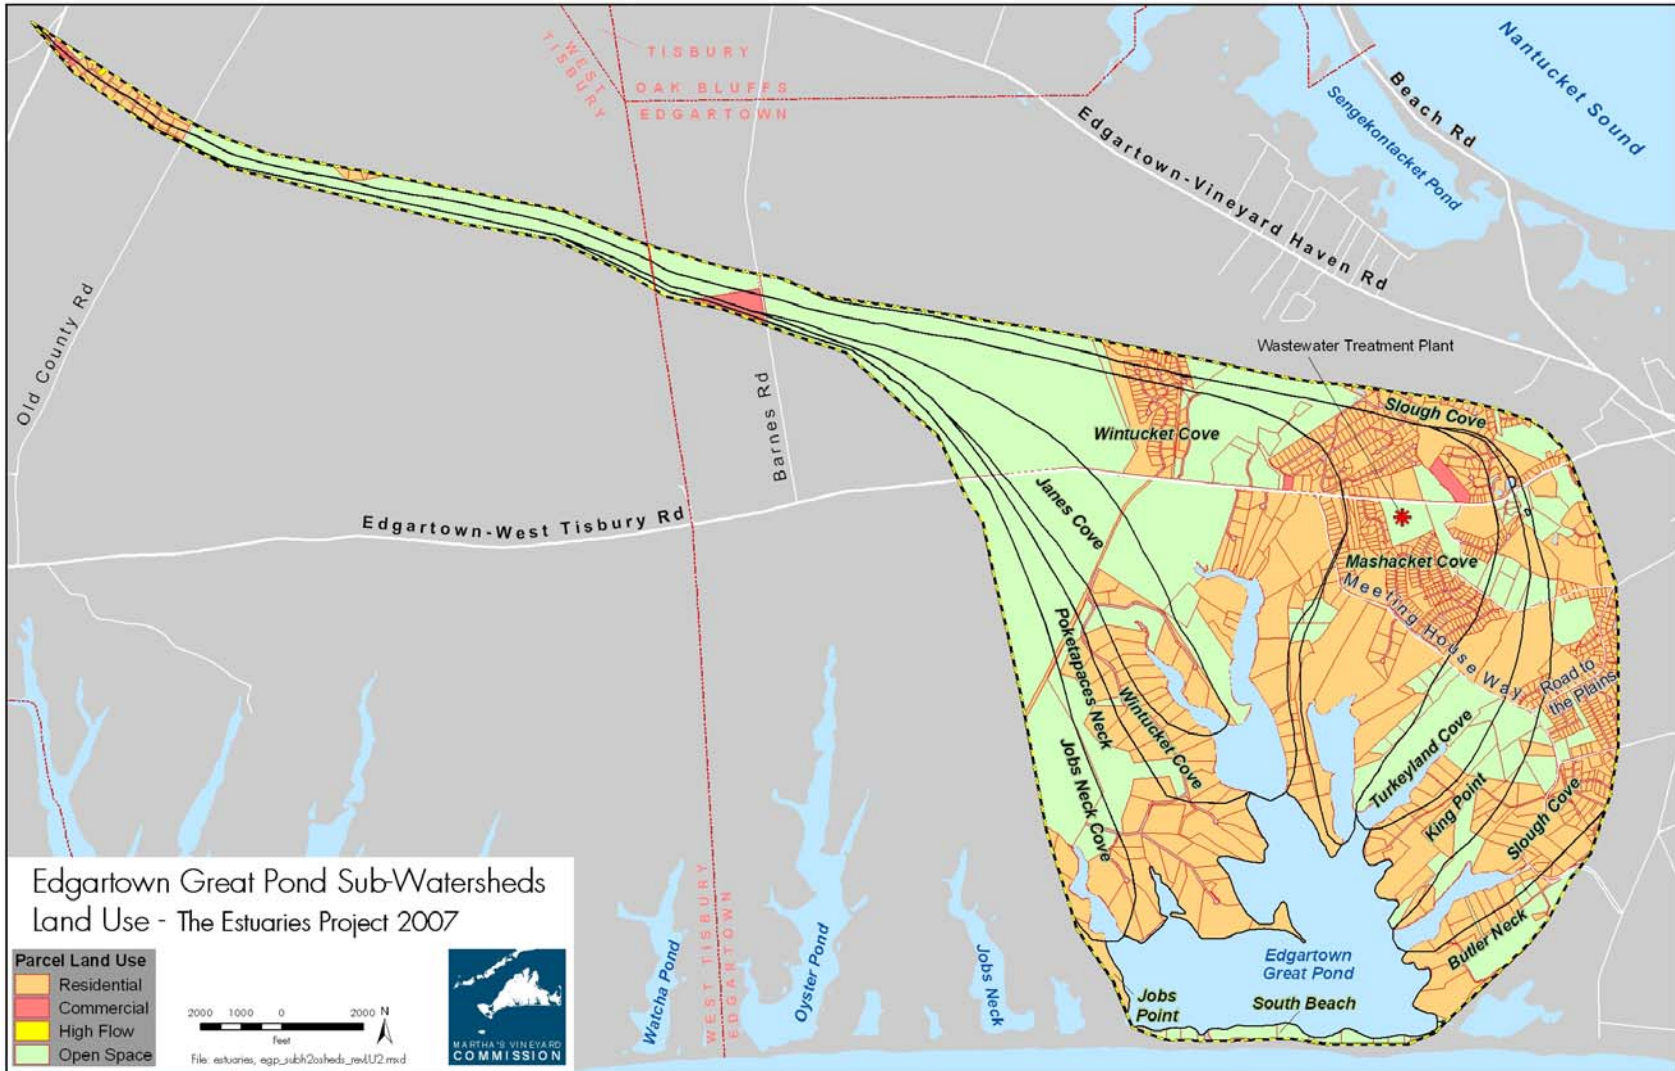 TISBURY
WEST
TISBURY
OAK BLUFFS
EDGARTOWN
Nantucket Sound
Beach Rd
Sengekontacket Pond
Edgartown-Vineyard Haven Rd
Old County Rd
Barnes Rd
Wastewater Treatment Plant
Slough Cove
Wintucket Cove
Janes Cove
Edgartown-West Tisbury Rd
Mashacket Cove
Meeting House Way
Road to
the Plains
Poketapaces Neck
Wintucket Cove
Jobs Neck Cove
Turkeyland Cove
King Point
Slough Cove
Butler Neck
Edgartown
Great Pond
South Beach
Jobs
Point
Watcha Pond
WEST TISBURY
EDGARTOWN
Oyster Pond
Jobs Neck
Edgartown Great Pond Sub-Watersheds
Land Use - The Estuaries Project 2007
Parcel Land Use
Residential
Commercial
High Flow
Open Space
2000 1000 0 2000
Feet
N
File: estuaries, egp_subh2osheds_revLU2.mxd
MARTHA'S VINEYARD
COMMISSION